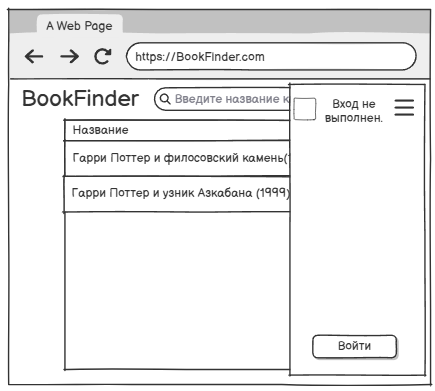 A Web Page
https://BookFinder.com
BookFinder
Введите название к
Вход не
выполнен.
Название
Гарри Поттер и филосовский камень(1
Гарри Поттер и узник Азкабана (1999)
Войти